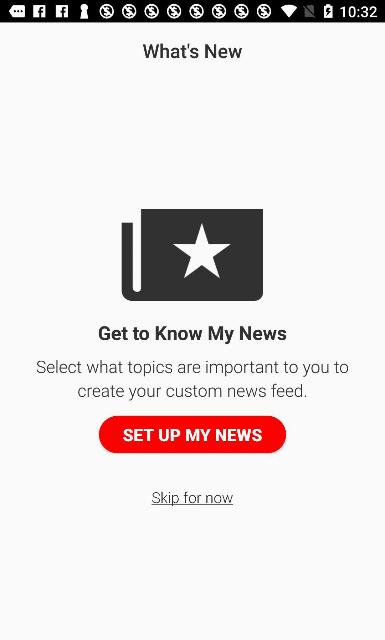 10:32
What's New
Get to Know My News
Select what topics are important to you to
create your custom news feed.
SET UP MY NEWS
Skip for now